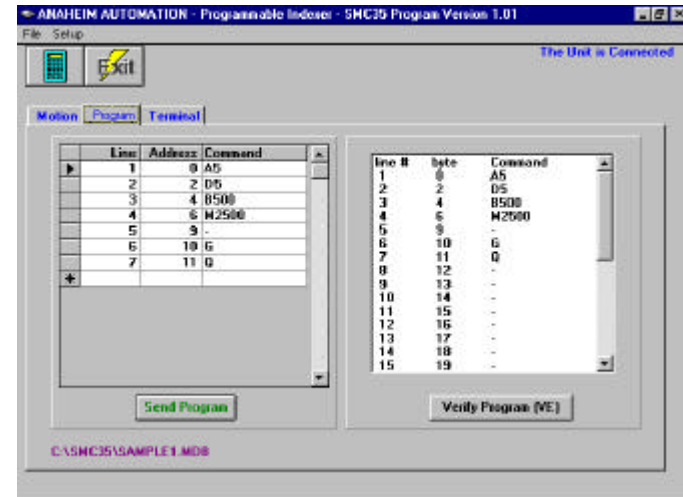 ANAHEIM AUTOMATION - Programmable Indexer - SMC35 Program Version 1.01
File Setup
Exit
The Unit is Connected
Motion Program Terminal
Line Address Command
1 0 A5
2 2 D5
3 4 B500
4 6 M2500
5 9 -
6 10 G
7 11 Q
Send Program
line # byte Command
1 0 A5
2 2 D5
3 4 B500
4 6 M2500
5 9 -
6 10 G
7 11 Q
8 12 -
9 13 -
10 14 -
11 15 -
12 16 -
13 17 -
14 18 -
15 19 -
Verify Program (VE)
C:\SMC35\SAMPLE1.MDB